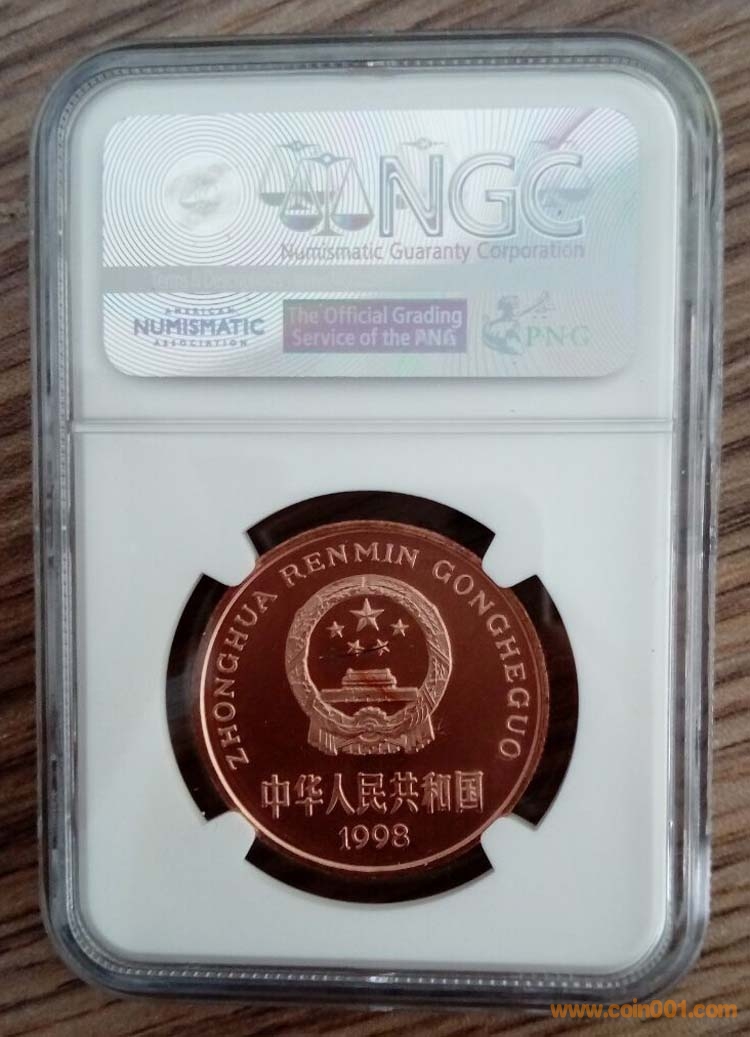 NGC
Numismatic Guaranty Corporation
AMERICAN
NUMISMATIC
ASSOCIATION
The Official Grading
Service of the PNG
PNG
ZHONGHUA RENMIN GONGHEGUO
中华人民共和国
1998
www.coin001.com